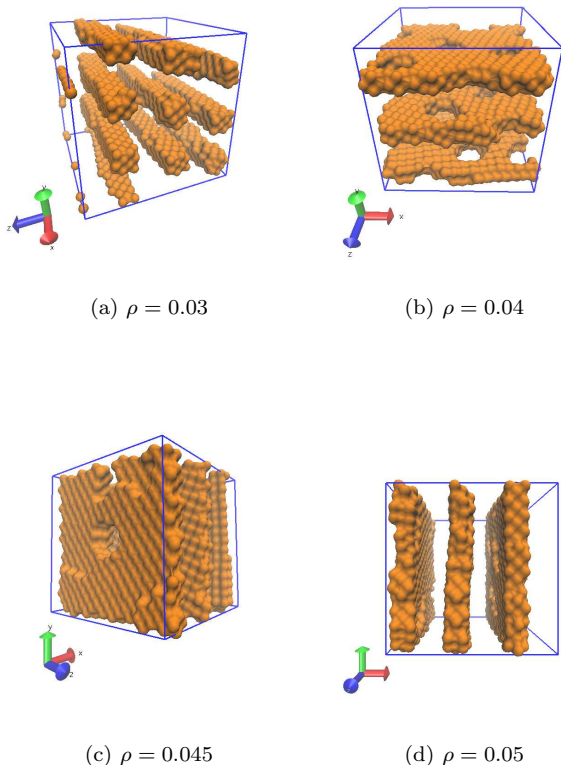 y
z
x
y
x
z
(a) ρ = 0.03
(b) ρ = 0.04
y
x
z
(c) ρ = 0.045
(d) ρ = 0.05